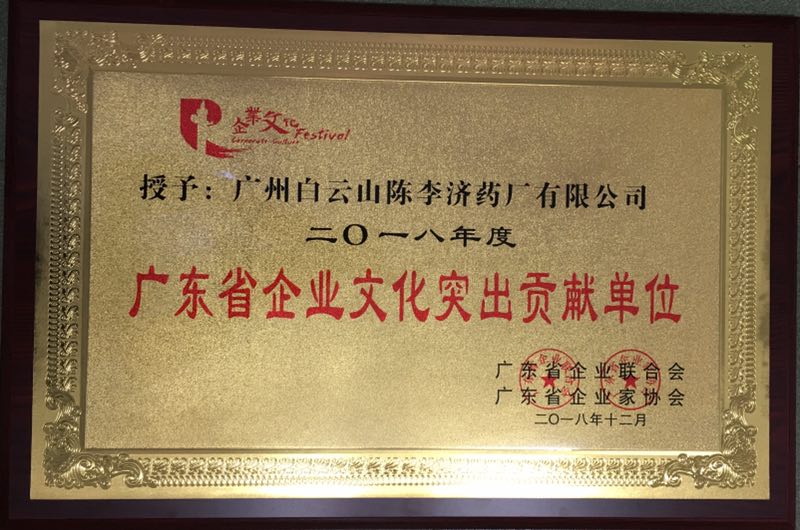 企業文化
Festival
Corporate Culture
授予：广州白云山陈李济药厂有限公司
二〇一八年度
广东省企业文化突出贡献单位
广东省企业联合会
广东省企业家协会
二〇一八年十二月